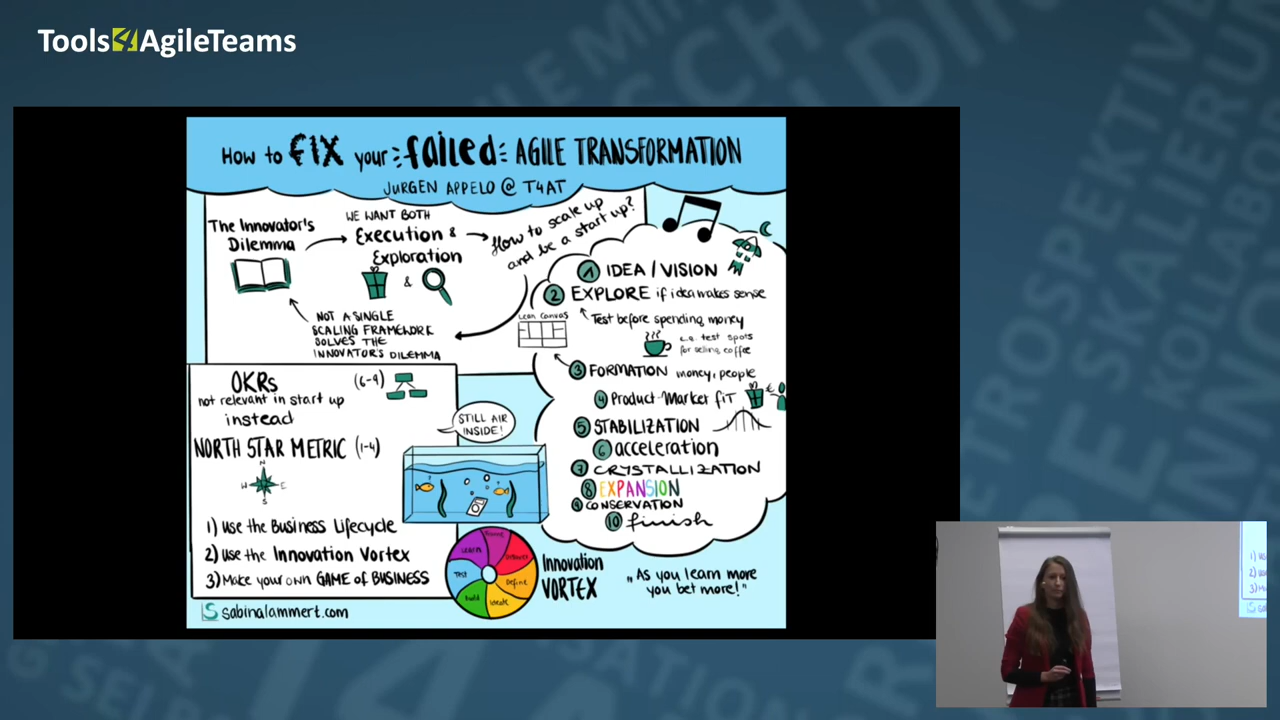 Tools4AgileTeams
How to FIX your failed AGILE TRANSFORMATION
JURGEN APPELO @ T4AT
The Innovator's
Dilemma
WE WANT BOTH
Execution &
Exploration
&
How to scale up
and be a start up?
NOT A SINGLE
SCALING FRAMEWORK
SOLVES THE
INNOVATOR'S DILEMMA
1 IDEA / VISION
2 EXPLORE if idea makes sense
Lean Canvas
Test before spending money
e.g. test spots
for selling coffee
3 FORMATION money, people
4 Product-Market fit
5 STABILIZATION
6 acceleration
7 CRYSTALLIZATION
8 EXPANSION
9 CONSERVATION
10 finish
OKRs
(6-9)
not relevant in start up
instead
NORTH STAR METRIC (1-4)
N
W E
S
STILL AIR
INSIDE!
1) use the Business Lifecycle
2) use the Innovation Vortex
3) Make your own GAME of BUSINESS
Learn
Test
Build
Ideate
Define
Innovation
VORTEX
"As you learn more
you bet more!"
sabinalammert.com